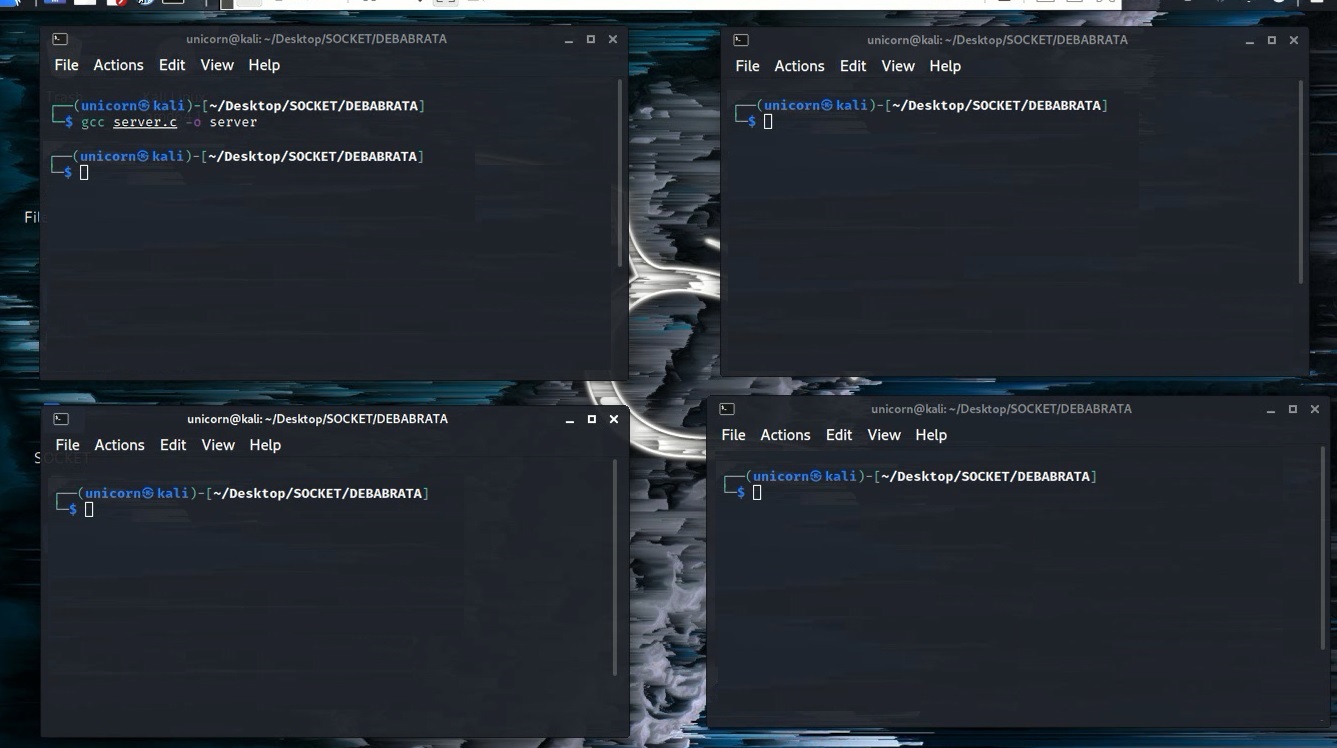 unicorn@kali: ~/Desktop/SOCKET/DEBABRATA
File Actions Edit View Help
┌──(unicorn㉿kali)-[~/Desktop/SOCKET/DEBABRATA]
└─$ gcc server.c -o server
┌──(unicorn㉿kali)-[~/Desktop/SOCKET/DEBABRATA]
└─$
unicorn@kali: ~/Desktop/SOCKET/DEBABRATA
File Actions Edit View Help
┌──(unicorn㉿kali)-[~/Desktop/SOCKET/DEBABRATA]
└─$
unicorn@kali: ~/Desktop/SOCKET/DEBABRATA
File Actions Edit View Help
┌──(unicorn㉿kali)-[~/Desktop/SOCKET/DEBABRATA]
└─$
unicorn@kali: ~/Desktop/SOCKET/DEBABRATA
File Actions Edit View Help
┌──(unicorn㉿kali)-[~/Desktop/SOCKET/DEBABRATA]
└─$
SOCKET